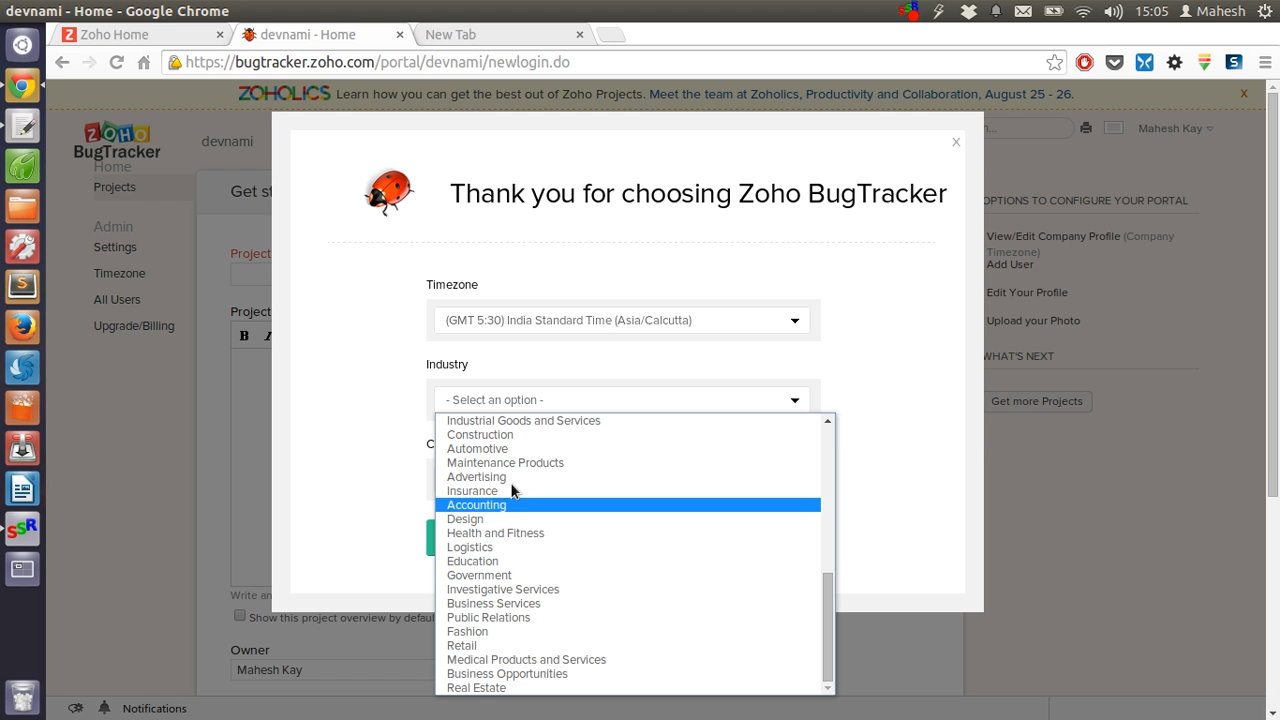 devnami - Home - Google Chrome
15:05 Mahesh
Zoho Home x
devnami - Home x
New Tab x
https://bugtracker.zoho.com/portal/devnami/newlogin.do
ZOHOLICS Learn how you can get the best out of Zoho Projects. Meet the team at Zoholics, Productivity and Collaboration, August 25 - 26. X
ZOHO
BugTracker
devnami
n...
Mahesh Kay
Home
Projects
Admin
Settings
Timezone
All Users
Upgrade/Billing
Get st
Project
Project
B I
Write an
Show this project overview by defaul
Owner
Mahesh Kay
X
Thank you for choosing Zoho BugTracker
Timezone
(GMT 5:30) India Standard Time (Asia/Calcutta)
Industry
- Select an option -
C
Industrial Goods and Services
Construction
Automotive
Maintenance Products
Advertising
Insurance
Accounting
Design
Health and Fitness
Logistics
Education
Government
Investigative Services
Business Services
Public Relations
Fashion
Retail
Medical Products and Services
Business Opportunities
Real Estate
OPTIONS TO CONFIGURE YOUR PORTAL
View/Edit Company Profile (Company
Timezone)
Add User
Edit Your Profile
Upload your Photo
WHAT'S NEXT
Get more Projects
Notifications